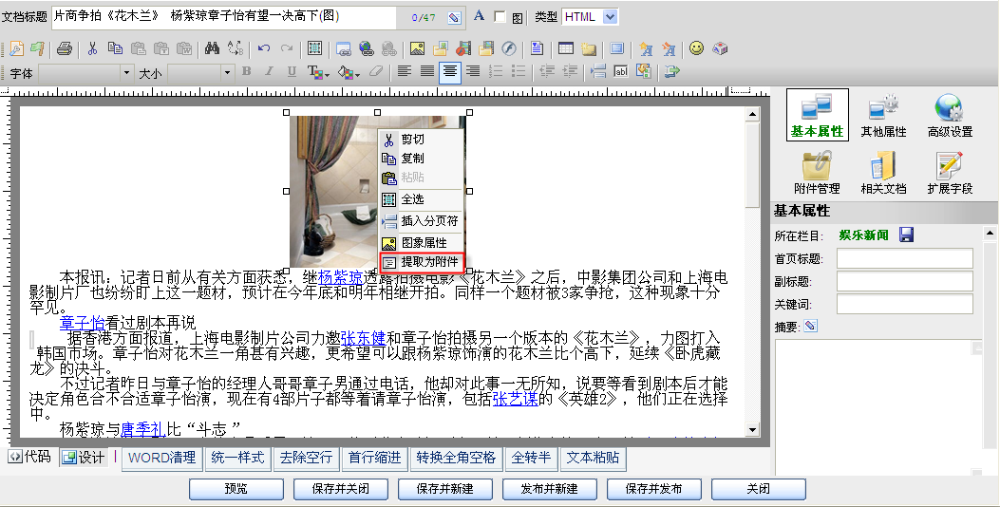 文档标题 片商争拍《花木兰》 杨紫琼章子怡有望一决高下(图) 0/47 A 图 类型 HTML
字体 大小 B I U
基本属性 其他属性 高级设置
附件管理 相关文档 扩展字段
基本属性
所在栏目: 娱乐新闻
首页标题:
副标题:
关键词:
摘要:
剪切
复制
粘贴
全选
插入分页符
图象属性
提取为附件
本报讯：记者日前从有关方面获悉，继杨紫琼透露拍摄电影《花木兰》之后，中影集团公司和上海电
影制片厂也纷纷盯上这一题材，预计在今年底和明年相继开拍。同样一个题材被3家争抢，这种现象十分
罕见。
章子怡看过剧本再说
据香港方面报道，上海电影制片公司力邀张东健和章子怡拍摄另一个版本的《花木兰》，力图打入
韩国市场。章子怡对花木兰一角甚有兴趣，更希望可以跟杨紫琼饰演的花木兰比个高下，延续《卧虎藏
龙》的决斗。
不过记者昨日与章子怡的经理人哥哥章子男通过电话，他却对此事一无所知，说要等看到剧本后才能
决定角色合不合适章子怡演，现在有4部片子都等着请章子怡演，包括张艺谋的《英雄2》，他们正在选择
中。
杨紫琼与唐季礼比“斗志”
代码 设计 WORD清理 统一样式 去除空行 首行缩进 转换全角空格 全转半 文本粘贴
预览 保存并关闭 保存并新建 发布并新建 保存并发布 关闭